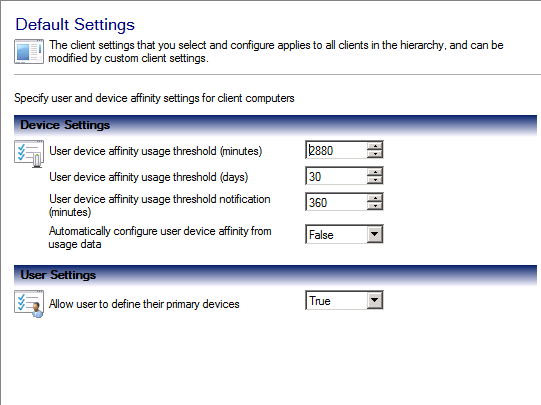 Default Settings
The client settings that you select and configure applies to all clients in the hierarchy, and can be
modified by custom client settings.
Specify user and device affinity settings for client computers
Device Settings
User device affinity usage threshold (minutes) 2880
User device affinity usage threshold (days) 30
User device affinity usage threshold notification
(minutes) 360
Automatically configure user device affinity from
usage data False
User Settings
Allow user to define their primary devices True